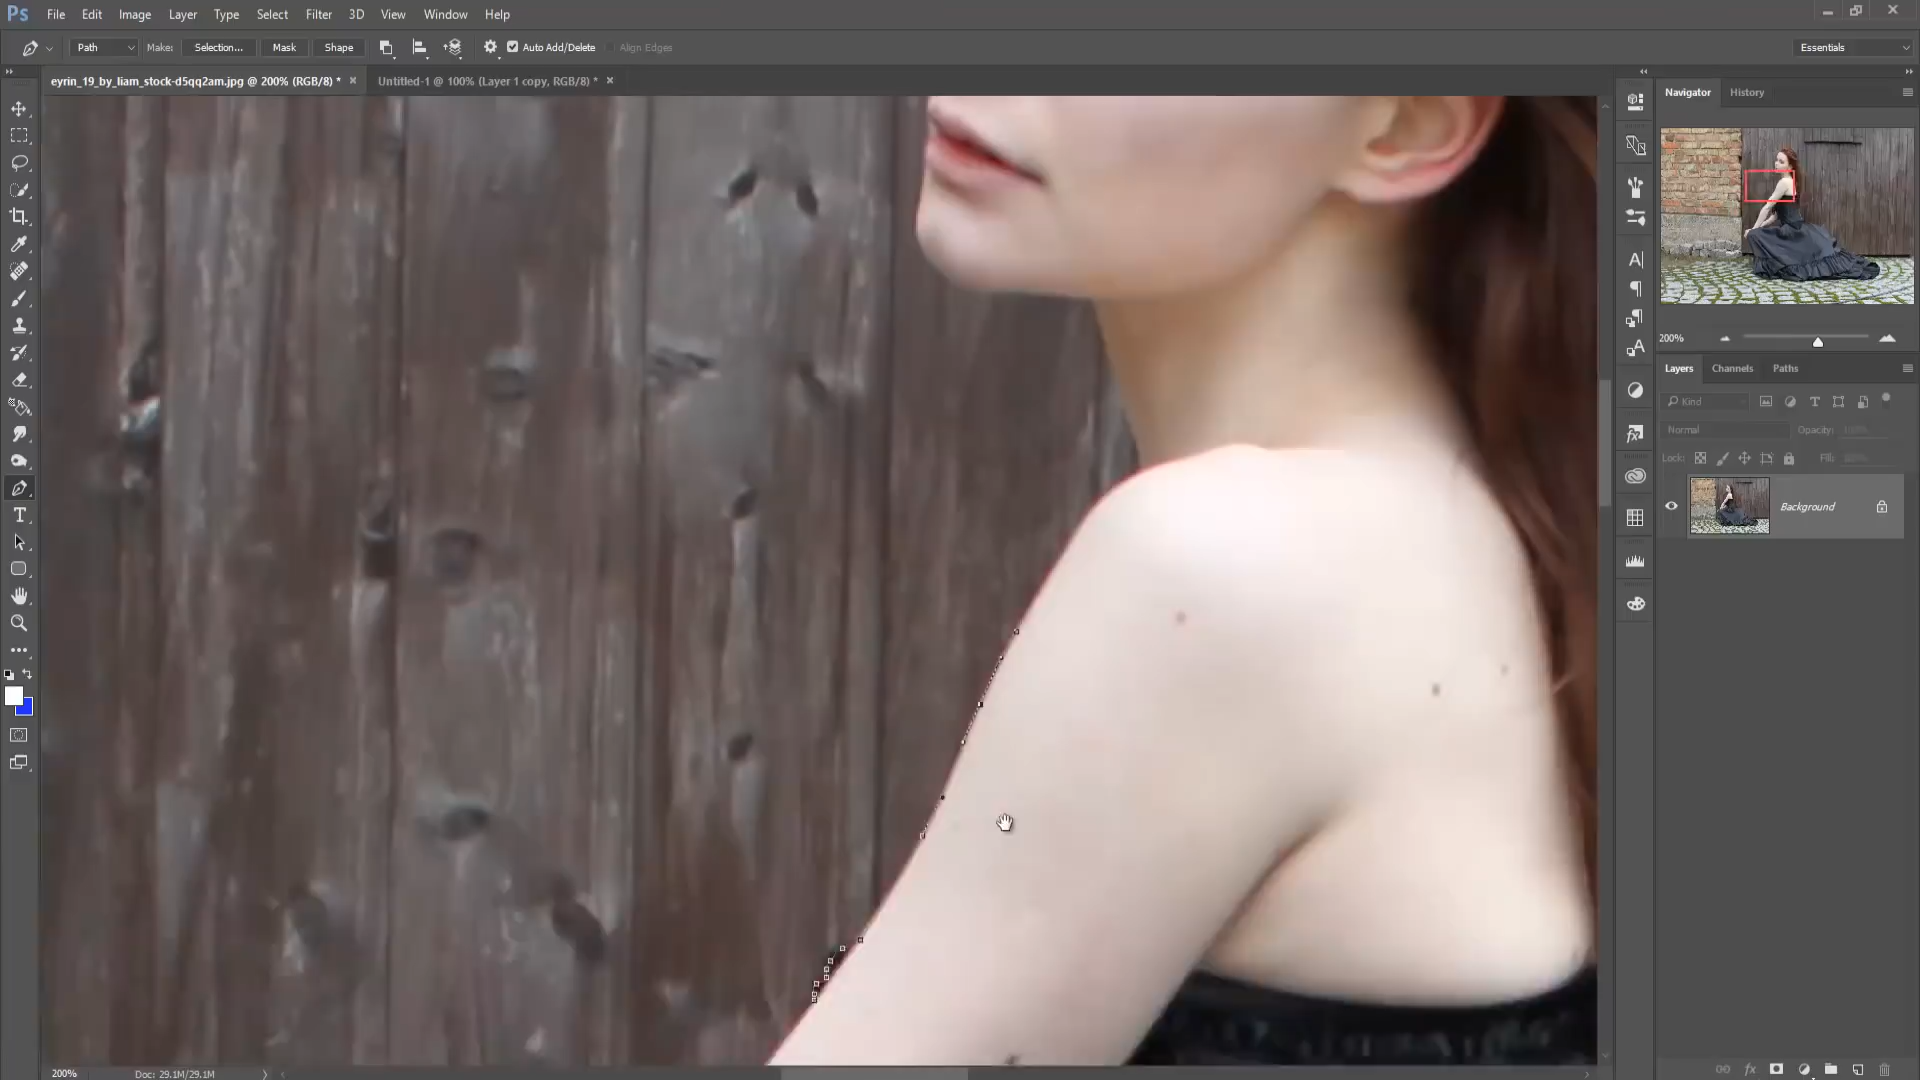 Ps File Edit Image Layer Type Select Filter 3D View Window Help
Path Make: Selection... Mask Shape Auto Add/Delete Align Edges Essentials
eyrin_19_by_liam_stock-d5qq2am.jpg @ 200% (RGB/8) * × Untitled-1 @ 100% (Layer 1 copy, RGB/8) * ×
Navigator History
200%
Layers Channels Paths
Kind
Normal Opacity: 100%
Lock: Fill: 100%
Background
200% Doc: 29.1M/29.1M